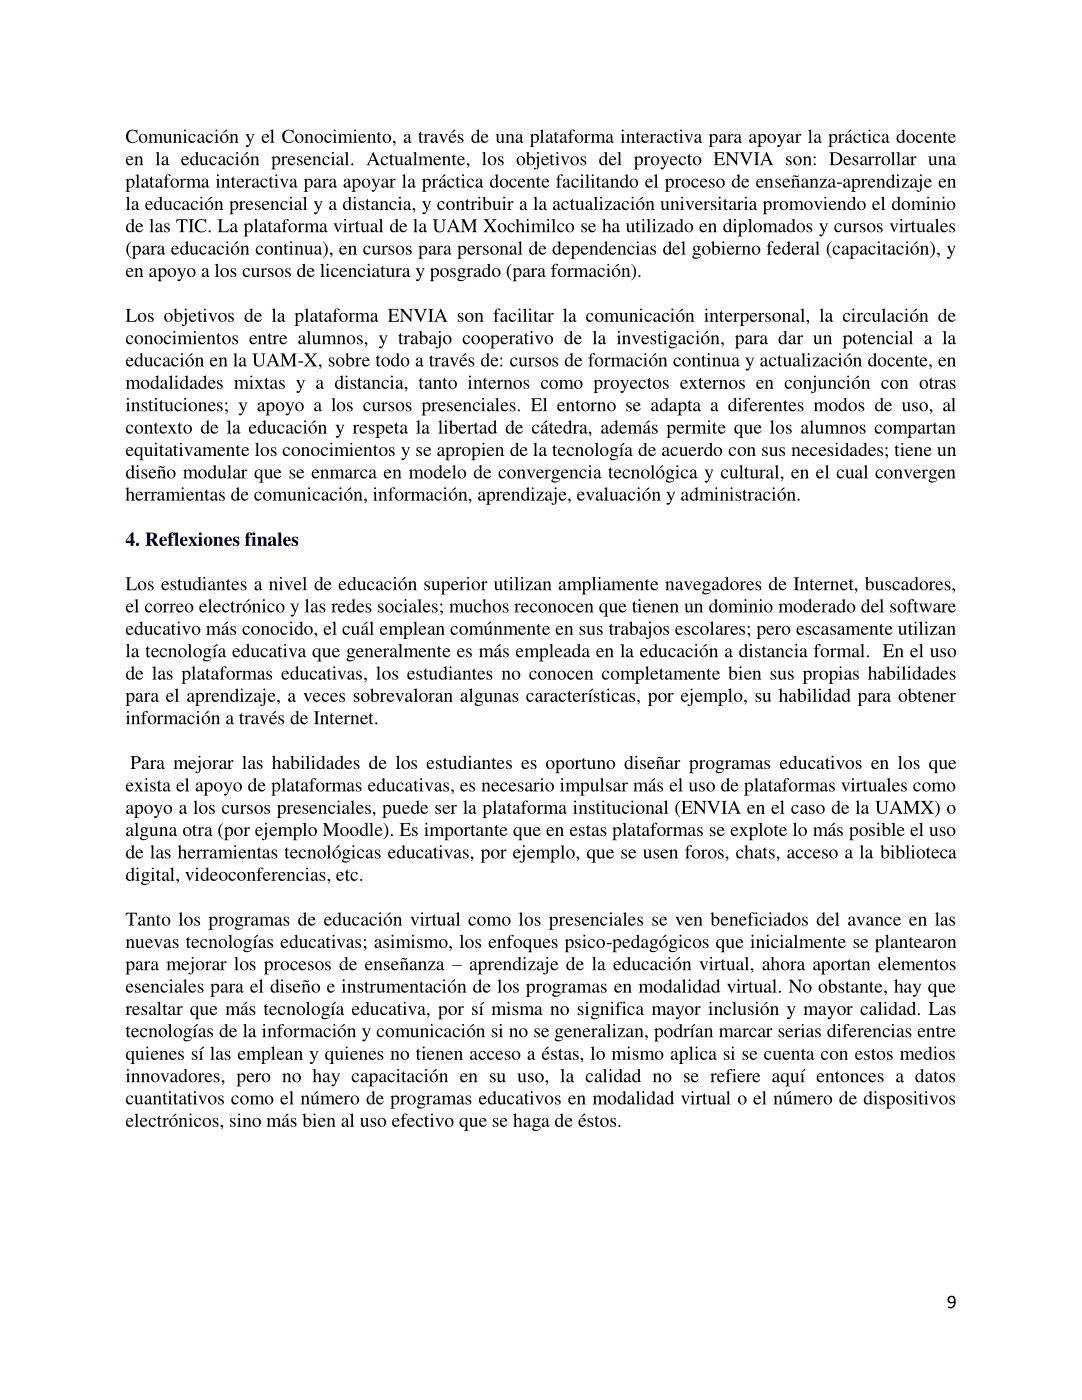 Comunicación y el Conocimiento, a través de una plataforma interactiva para apoyar la práctica docente
en la educación presencial. Actualmente, los objetivos del proyecto ENVIA son: Desarrollar una
plataforma interactiva para apoyar la práctica docente facilitando el proceso de enseñanza-aprendizaje en
la educación presencial y a distancia, y contribuir a la actualización universitaria promoviendo el dominio
de las TIC. La plataforma virtual de la UAM Xochimilco se ha utilizado en diplomados y cursos virtuales
(para educación continua), en cursos para personal de dependencias del gobierno federal (capacitación), y
en apoyo a los cursos de licenciatura y posgrado (para formación).
Los objetivos de la plataforma ENVIA son facilitar la comunicación interpersonal, la circulación de
conocimientos entre alumnos, y trabajo cooperativo de la investigación, para dar un potencial a la
educación en la UAM-X, sobre todo a través de: cursos de formación continua y actualización docente, en
modalidades mixtas y a distancia, tanto internos como proyectos externos en conjunción con otras
instituciones; y apoyo a los cursos presenciales. El entorno se adapta a diferentes modos de uso, al
contexto de la educación y respeta la libertad de cátedra, además permite que los alumnos compartan
equitativamente los conocimientos y se apropien de la tecnología de acuerdo con sus necesidades; tiene un
diseño modular que se enmarca en modelo de convergencia tecnológica y cultural, en el cual convergen
herramientas de comunicación, información, aprendizaje, evaluación y administración.
4. Reflexiones finales
Los estudiantes a nivel de educación superior utilizan ampliamente navegadores de Internet, buscadores,
el correo electrónico y las redes sociales; muchos reconocen que tienen un dominio moderado del software
educativo más conocido, el cuál emplean comúnmente en sus trabajos escolares; pero escasamente utilizan
la tecnología educativa que generalmente es más empleada en la educación a distancia formal. En el uso
de las plataformas educativas, los estudiantes no conocen completamente bien sus propias habilidades
para el aprendizaje, a veces sobrevaloran algunas características, por ejemplo, su habilidad para obtener
información a través de Internet.
Para mejorar las habilidades de los estudiantes es oportuno diseñar programas educativos en los que
exista el apoyo de plataformas educativas, es necesario impulsar más el uso de plataformas virtuales como
apoyo a los cursos presenciales, puede ser la plataforma institucional (ENVIA en el caso de la UAMX) o
alguna otra (por ejemplo Moodle). Es importante que en estas plataformas se explote lo más posible el uso
de las herramientas tecnológicas educativas, por ejemplo, que se usen foros, chats, acceso a la biblioteca
digital, videoconferencias, etc.
Tanto los programas de educación virtual como los presenciales se ven beneficiados del avance en las
nuevas tecnologías educativas; asimismo, los enfoques psico-pedagógicos que inicialmente se plantearon
para mejorar los procesos de enseñanza – aprendizaje de la educación virtual, ahora aportan elementos
esenciales para el diseño e instrumentación de los programas en modalidad virtual. No obstante, hay que
resaltar que más tecnología educativa, por sí misma no significa mayor inclusión y mayor calidad. Las
tecnologías de la información y comunicación si no se generalizan, podrían marcar serias diferencias entre
quienes sí las emplean y quienes no tienen acceso a éstas, lo mismo aplica si se cuenta con estos medios
innovadores, pero no hay capacitación en su uso, la calidad no se refiere aquí entonces a datos
cuantitativos como el número de programas educativos en modalidad virtual o el número de dispositivos
electrónicos, sino más bien al uso efectivo que se haga de éstos.
9